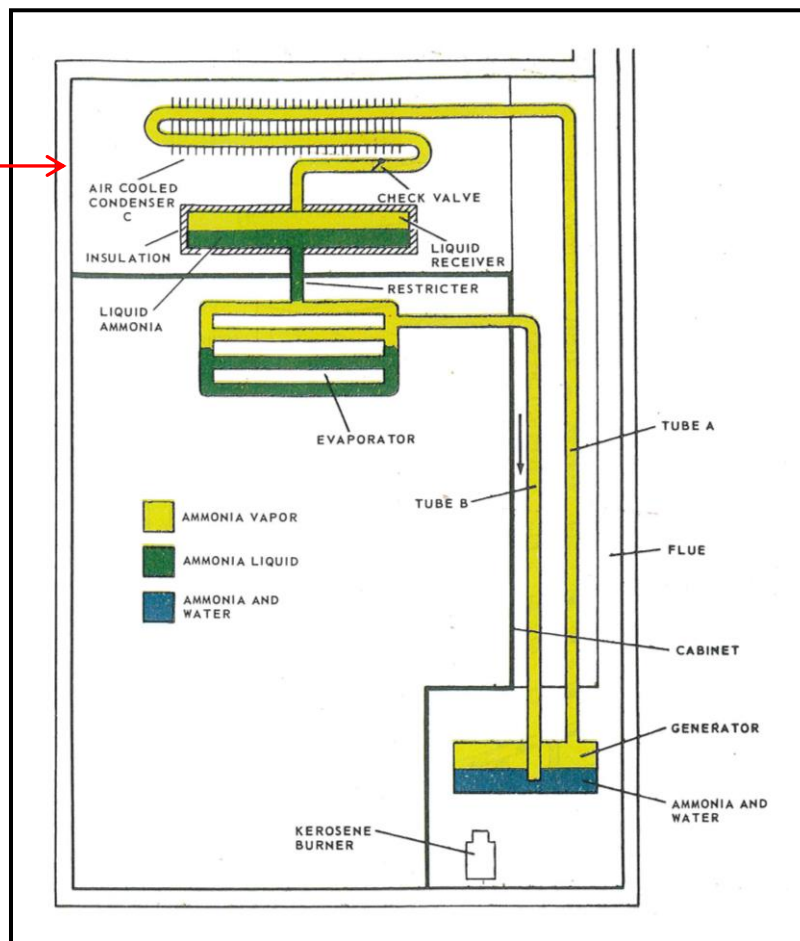 AIR COOLED
CONDENSER
C
CHECK VALVE
INSULATION
LIQUID
RECEIVER
RESTRICTER
LIQUID
AMMONIA
EVAPORATOR
TUBE A
TUBE B
AMMONIA VAPOR
AMMONIA LIQUID
AMMONIA AND
WATER
FLUE
CABINET
GENERATOR
AMMONIA AND
WATER
KEROSENE
BURNER